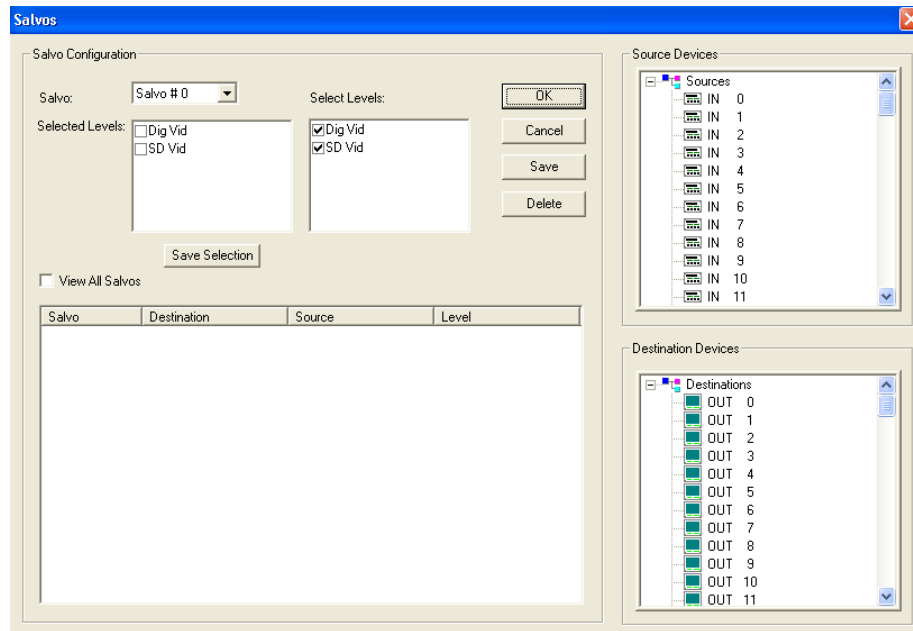 Salvos
Salvo Configuration
Salvo:
Salvo # 0
Select Levels:
OK
Selected Levels:
Dig Vid
SD Vid
Dig Vid
SD Vid
Cancel
Save
Delete
Save Selection
View All Salvos
Salvo Destination Source Level
Source Devices
Sources
IN 0
IN 1
IN 2
IN 3
IN 4
IN 5
IN 6
IN 7
IN 8
IN 9
IN 10
IN 11
Destination Devices
Destinations
OUT 0
OUT 1
OUT 2
OUT 3
OUT 4
OUT 5
OUT 6
OUT 7
OUT 8
OUT 9
OUT 10
OUT 11